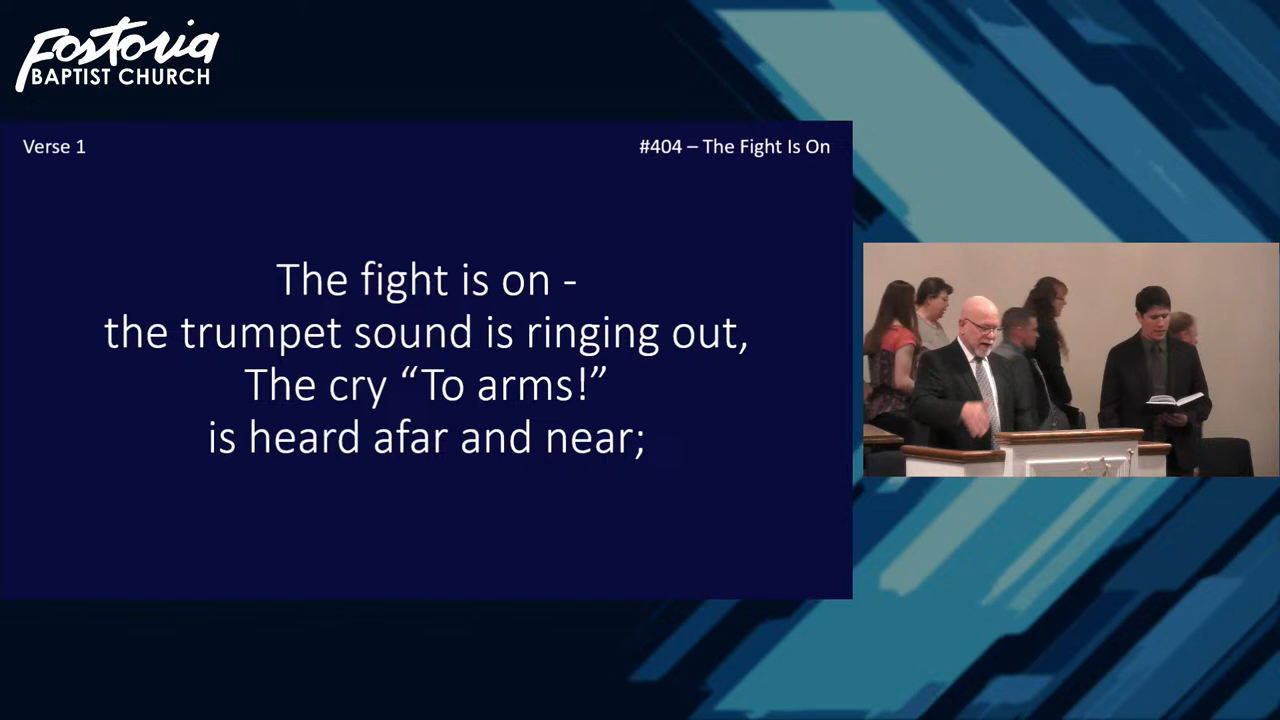 Fostoria
BAPTIST CHURCH
Verse 1
#404 – The Fight Is On
The fight is on -
the trumpet sound is ringing out,
The cry “To arms!”
is heard afar and near;